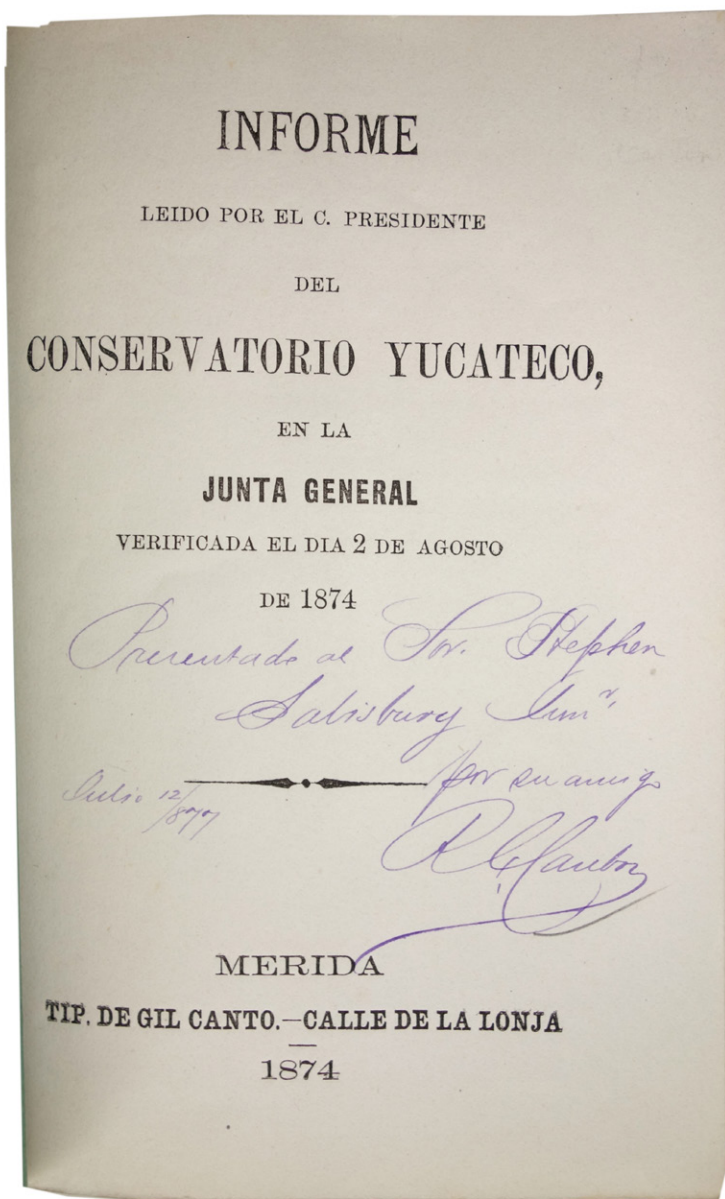 INFORME
LEIDO POR EL C. PRESIDENTE
DEL
CONSERVATORIO YUCATECO,
EN LA
JUNTA GENERAL
VERIFICADA EL DIA 2 DE AGOSTO
DE 1874
Presentado al Sor. Stephen
Salisbury Junr.
por su amigo
Julio 12/877
MERIDA
TIP. DE GIL CANTO.—CALLE DE LA LONJA
1874